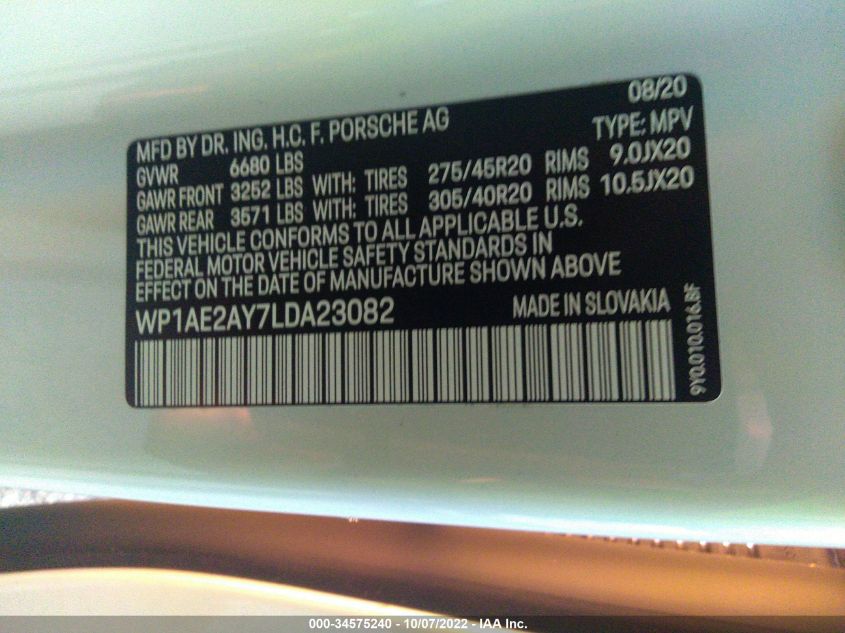 08/20
MFD BY DR. ING. H.C. F. PORSCHE AG TYPE: MPV
GVWR 6680 LBS
GAWR FRONT 3252 LBS WITH: TIRES 275/45R20 RIMS 9.0JX20
GAWR REAR 3571 LBS WITH: TIRES 305/40R20 RIMS 10.5JX20
THIS VEHICLE CONFORMS TO ALL APPLICABLE U.S.
FEDERAL MOTOR VEHICLE SAFETY STANDARDS IN
EFFECT ON THE DATE OF MANUFACTURE SHOWN ABOVE
WP1AE2AY7LDA23082 MADE IN SLOVAKIA
9Y0.010.016.BF
000-34575240 - 10/07/2022 - IAA Inc.